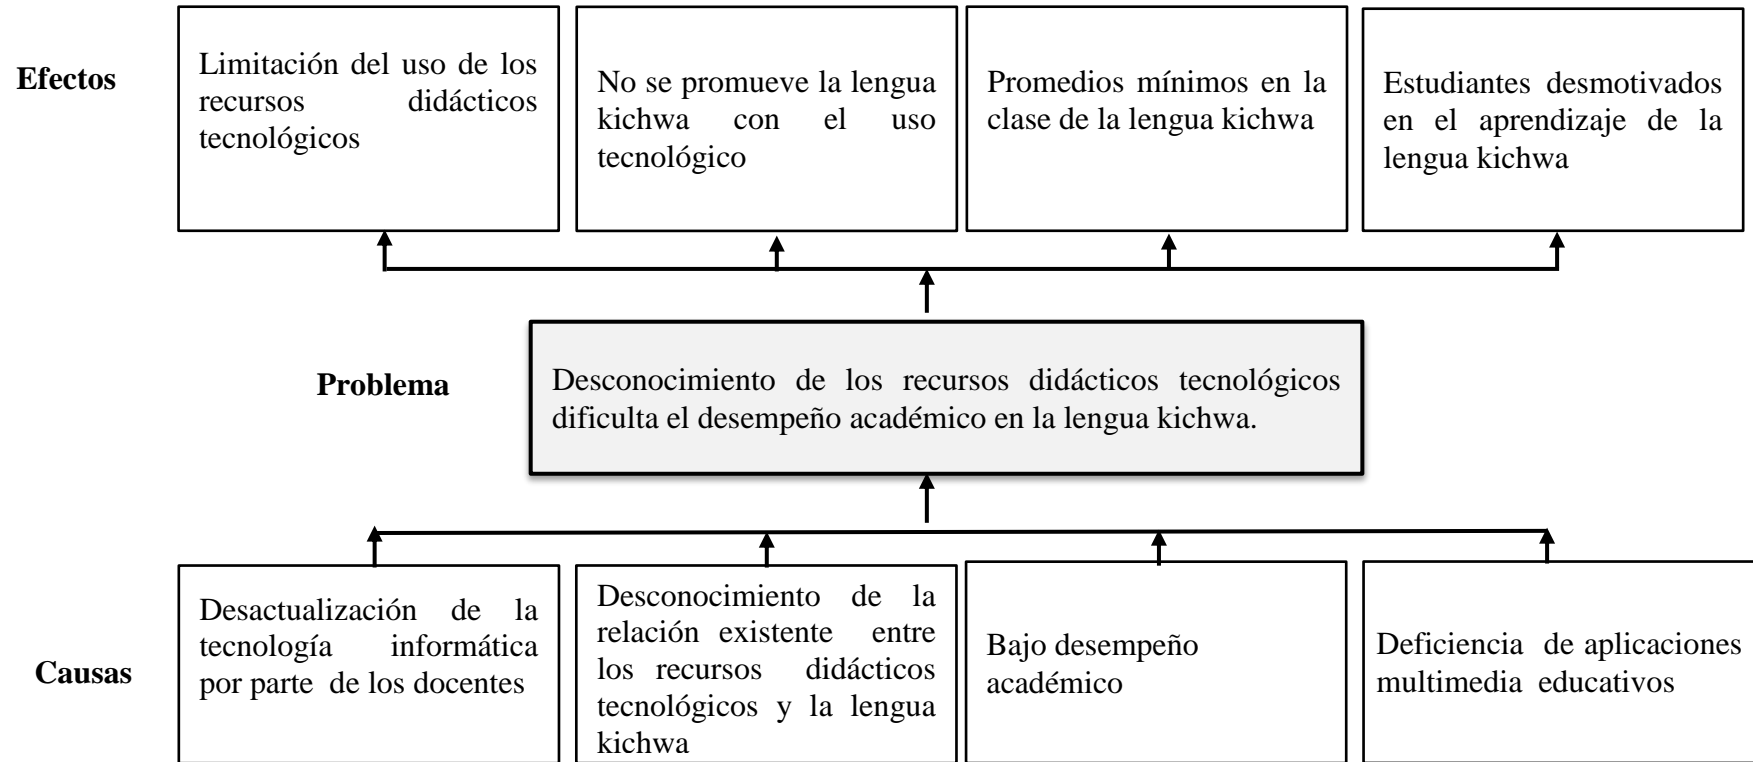 Efectos
Limitación del uso de los
recursos didácticos
tecnológicos
No se promueve la lengua
kichwa con el uso
tecnológico
Promedios mínimos en la
clase de la lengua kichwa
Estudiantes desmotivados
en el aprendizaje de la
lengua kichwa
Problema
Desconocimiento de los recursos didácticos tecnológicos
dificulta el desempeño académico en la lengua kichwa.
Causas
Desactualización de la
tecnología informática
por parte de los docentes
Desconocimiento de la
relación existente entre
los recursos didácticos
tecnológicos y la lengua
kichwa
Bajo desempeño
académico
Deficiencia de aplicaciones
multimedia educativos